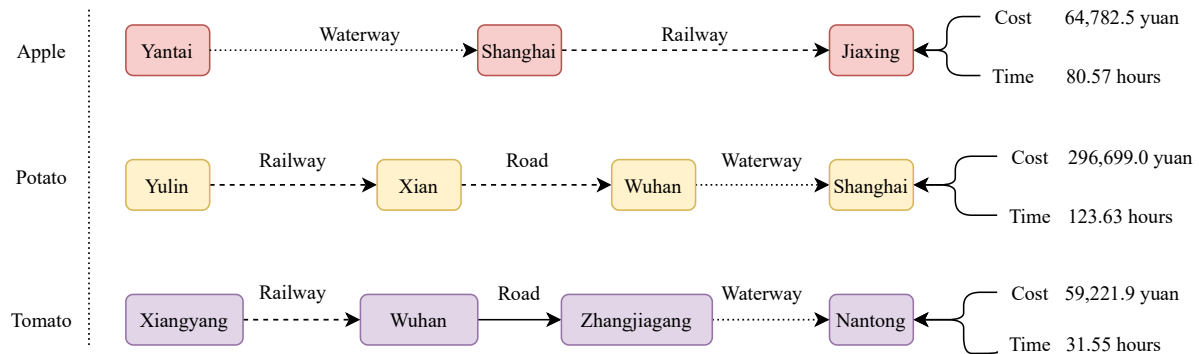 Apple
Yantai
Waterway
Shanghai
Railway
Jiaxing
Cost 64,782.5 yuan
Time 80.57 hours
Potato
Yulin
Railway
Xian
Road
Wuhan
Waterway
Shanghai
Cost 296,699.0 yuan
Time 123.63 hours
Tomato
Xiangyang
Railway
Wuhan
Road
Zhangjiagang
Waterway
Nantong
Cost 59,221.9 yuan
Time 31.55 hours